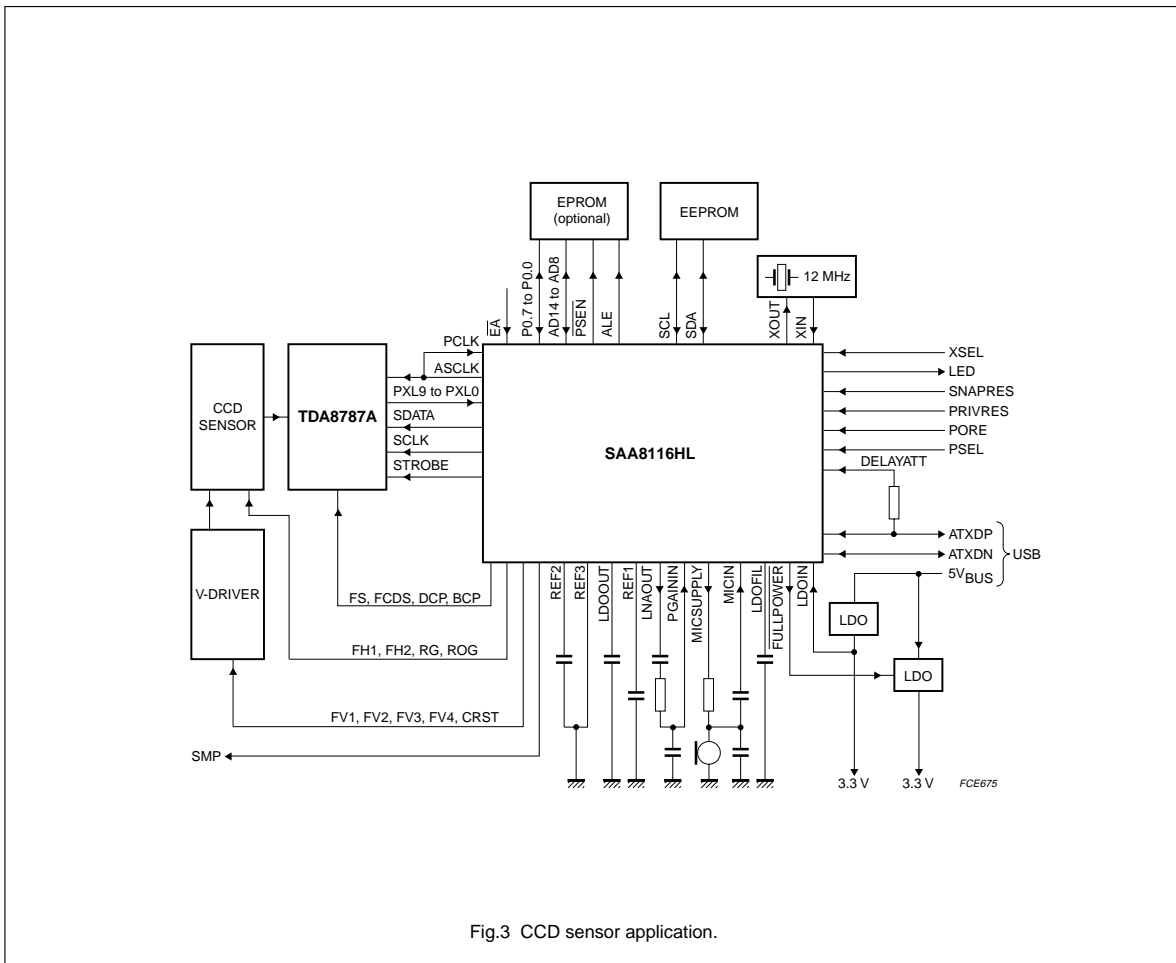 EPROM
(optional)
EEPROM
12 MHz
EA
P0.7 to P0.0
AD14 to AD8
PSEN
ALE
SCL
SDA
XOUT
XIN
PCLK
ASCLK
PXL9 to PXL0
SDATA
SCLK
STROBE
CCD
SENSOR
TDA8787A
SAA8116HL
XSEL
LED
SNAPRES
PRIVRES
PORE
PSEL
DELAYATT
ATXDP
ATXDN
USB
5VBUS
V-DRIVER
REF2
REF3
LDOOUT
REF1
LNAOUT
PGAININ
MICSUPPLY
MICIN
LDOFIL
FULLPOWER
LDOIN
LDO
LDO
FS, FCDS, DCP, BCP
FH1, FH2, RG, ROG
FV1, FV2, FV3, FV4, CRST
SMP
3.3 V
3.3 V
FCE675
Fig.3 CCD sensor application.